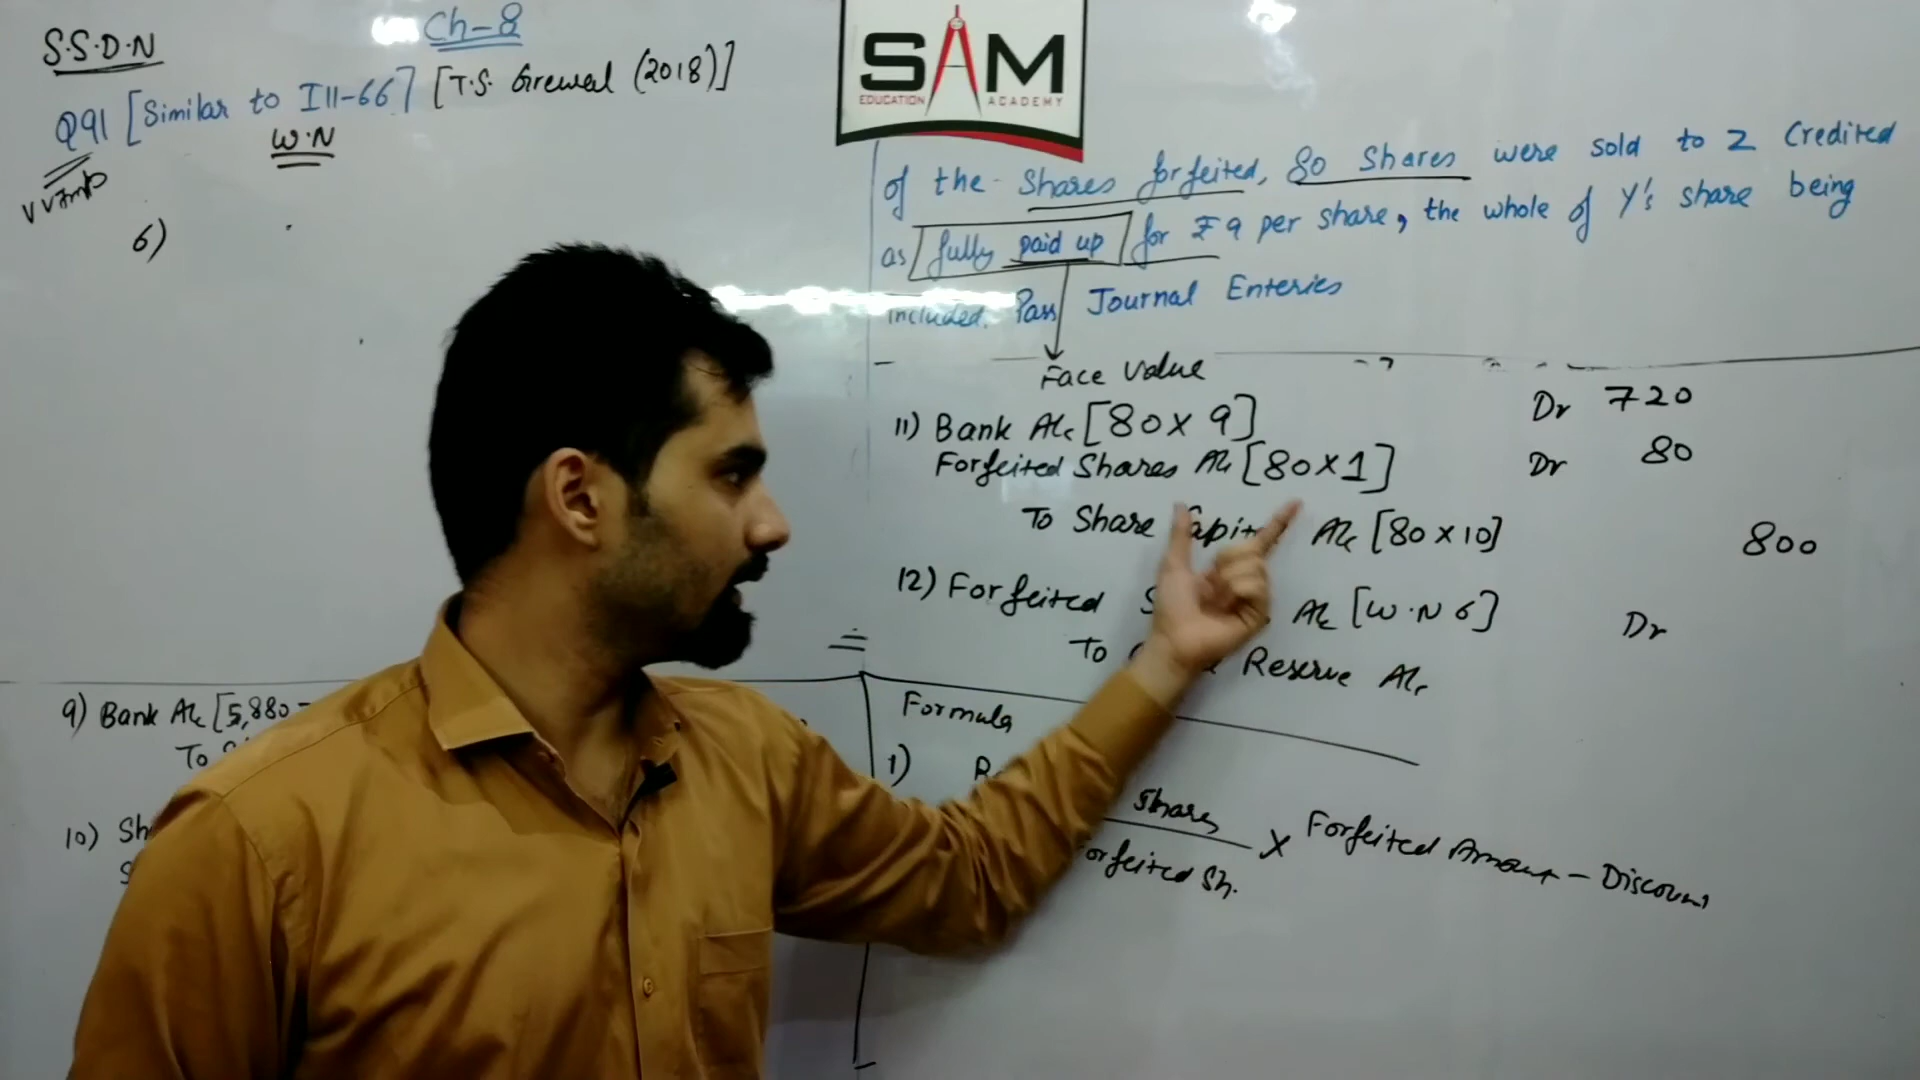 S.S.D.N
Ch-8
Q91 [Similar to Ill-66] [T.S. Grewal (2018)]
W.N
V V Imp
6)
SAM
EDUCATION ACADEMY
of the Shares forfeited, 80 Shares were sold to Z Credited
as fully paid up for ₹9 per share, the whole of Y's share being
included. Pass Journal Enteries
Face Value
11) Bank A/c [80×9] Dr 720
Forfeited Shares A/c [80×1] Dr 80
To Share Capital A/c [80×10] 800
12) Forfeited A/c [W.N 6] Dr
To Reserve A/c
9) Bank A/c [5,880
To
10) Sh
S
Formula
1) R
Shares
× Forfeited Amount - Discount
orfeited Sh.